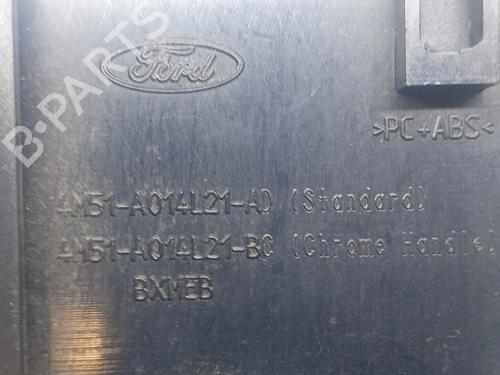 B-PARTS
Ford
>PC+ABS<
4M51-A014L21-AD (Standard)
4M51-A014L21-BC (Chrome Handle)
BXMEB